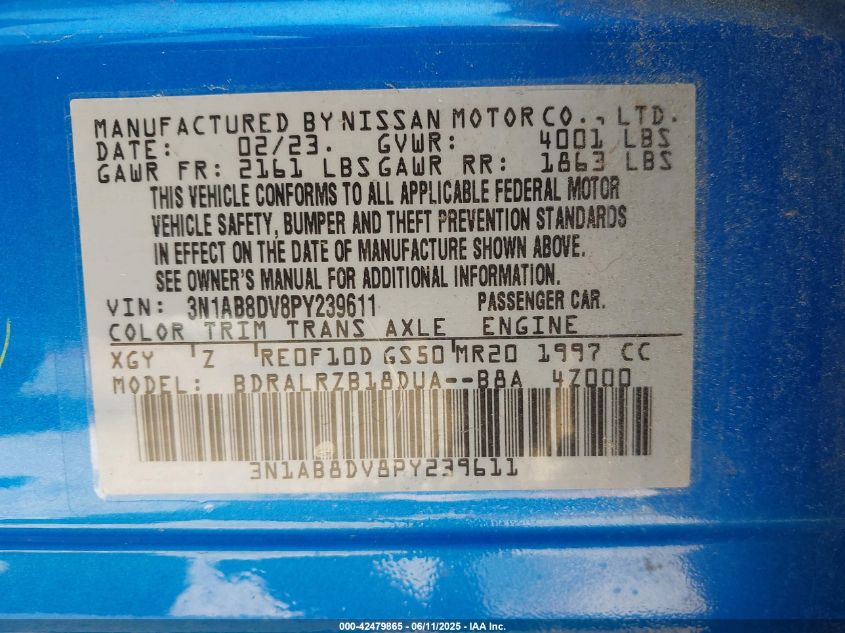 MANUFACTURED BY NISSAN MOTOR CO., LTD.
DATE: 02/23. GVWR: 4001 LBS
GAWR FR: 2161 LBS GAWR RR: 1863 LBS
THIS VEHICLE CONFORMS TO ALL APPLICABLE FEDERAL MOTOR
VEHICLE SAFETY, BUMPER AND THEFT PREVENTION STANDARDS
IN EFFECT ON THE DATE OF MANUFACTURE SHOWN ABOVE.
SEE OWNER'S MANUAL FOR ADDITIONAL INFORMATION.
VIN: 3N1AB8DV8PY239611 PASSENGER CAR.
COLOR TRIM TRANS AXLE ENGINE
XGY Z RE0F10D GS50 MR20 1997 CC
MODEL: BDRALRZB18DUA--B8A 4Z000
3N1AB8DV8PY239611
000-42479865 - 06/11/2025 - IAA Inc.